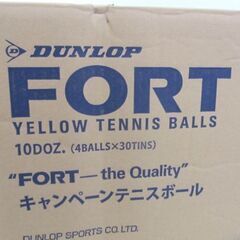 DUNLOP
FORT
YELLOW TENNIS BALLS
10DOZ. (4BALLS×30TINS)
"FORT—the Quality"
キャンペーンテニスボール
DUNLOP SPORTS CO. LTD.